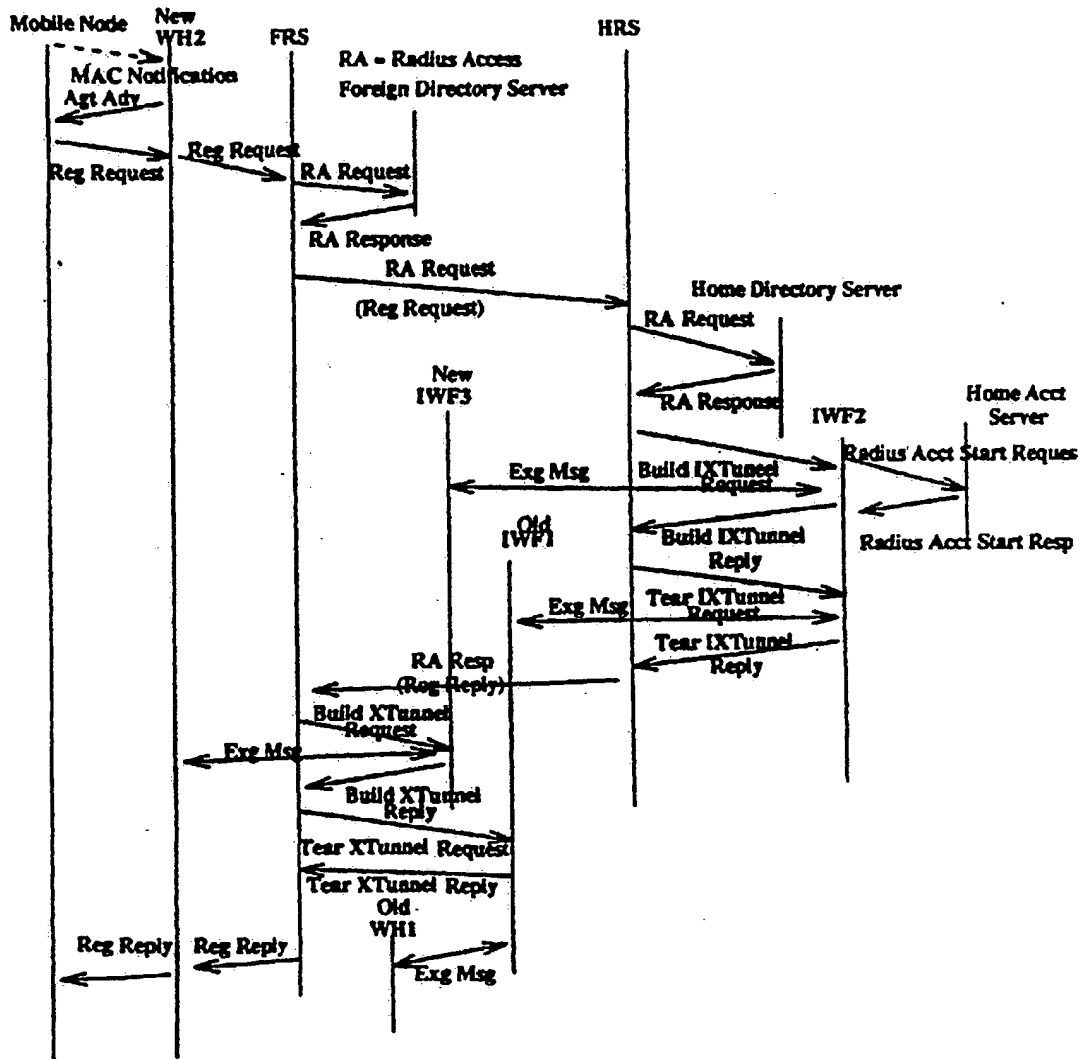 Mobile Node
New
WH2
FRS
HRS
RA - Radius Access
Foreign Directory Server
MAC Notification
Agt Adv
Reg Request
Reg Request
RA Request
RA Response
RA Request
(Reg Request)
Home Directory Server
RA Request
RA Response
New
IWF3
IWF2
Home Acct
Server
Radius Acct Start Reques
Exg Msg
Build IXTunnel
Request
Old
IWF1
Build IXTunnel
Reply
Radius Acct Start Resp
Tear IXTunnel
Request
Exg Msg
Tear IXTunnel
Reply
RA Resp
(Reg Reply)
Build XTunnel
Request
Exg Msg
Build XTunnel
Reply
Tear XTunnel Request
Tear XTunnel Reply
Old
WH1
Reg Reply
Reg Reply
Exg Msg